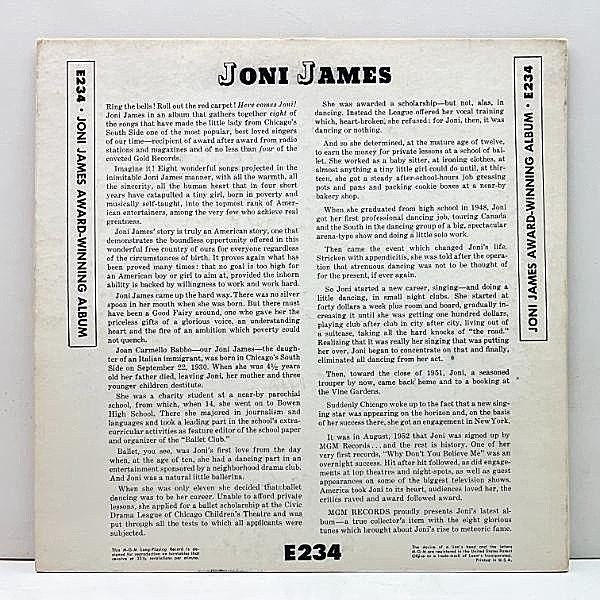 JONI JAMES
E234 • JONI JAMES AWARD-WINNING ALBUM
Ring the bells! Roll out the red carpet! Here comes Joni!
Joni James in an album that gathers together eight of
the songs that have made the little lady from Chicago's
South Side one of the most popular, best loved singers
of our time—recipient of award after award from radio
stations and magazines and of no less than four of the
coveted Gold Records.
Imagine it! Eight wonderful songs projected in the
inimitable Joni James manner, with all the warmth, all
the sincerity, all the human heart that in four short
years have catapulted a tiny girl, born in poverty and
musically self-taught, into the topmost rank of Amer-
ican entertainers, among the very few who achieve real
greatness.
Joni James' story is truly an American story, one that
demonstrates the boundless opportunity offered in this
wonderful free country of ours for everyone regardless
of the circumstances of birth. It proves again what has
been proved many times: that no goal is too high for
an American boy or girl to aim at, provided the inborn
ability is backed by willingness to work and work hard.
Joni James came up the hard way. There was no silver
spoon in her mouth when she was born. But there must
have been a Good Fairy around, one who gave her the
priceless gifts of a glorious voice, an understanding
heart and the fire of an ambition which poverty could
not quench.
Joan Carmello Babbo—our Joni James—the daugh-
ter of an Italian immigrant, was born in Chicago's South
Side on September 22, 1930. When she was 4½ years
old her father died, leaving Joni, her mother and three
younger children destitute.
She was a charity student at a near-by parochial
school, from which, when 14, she went on to Bowen
High School. There she majored in journalism and
languages and took a leading part in the school's extra-
curricular activities as feature editor of the school paper
and organizer of the "Ballet Club."
Ballet, you see, was Joni's first love from the day
when, at the age of ten, she had a dancing part in an
entertainment sponsored by a neighborhood drama club.
And Joni was a natural little ballerina.
When she was only eleven she decided that ballet
dancing was to be her career. Unable to afford private
lessons, she applied for a ballet scholarship at the Civic
Drama League of Chicago Children's Theatre and was
put through all the tests to which all applicants were
subjected.
She was awarded a scholarship—but not, alas, in
dancing. Instead the League offered her vocal training
which, heart-broken, she refused: for Joni, then, it was
dancing or nothing.
And so she determined, at the mature age of twelve,
to earn the money for private lessons at a school of bal-
let. She worked as a baby sitter, at ironing clothes, at
almost anything a tiny little girl could do until, at thir-
teen, she got a steady after-school-hours job greasing
pots and pans and packing cookie boxes at a near-by
bakery shop.
When she graduated from high school in 1948, Joni
got her first professional dancing job, touring Canada
and the South in the dancing group of a big, spectacular
arena-type show and doing a little solo work.
Then came the event which changed Joni's life.
Stricken with appendicitis, she was told after the opera-
tion that strenuous dancing was not to be thought of
for the present, if ever again.
So Joni started a new career, singing—and doing a
little dancing, in small night clubs. She started at
forty dollars a week plus room and board, gradually in-
creasing it until she was getting one hundred dollars,
playing club after club in city after city, living out of
a suitcase, taking all the hard knocks of "the road."
Realizing that it was really her singing that was putting
her over, Joni began to concentrate on that and finally,
eliminated all dancing from her act.
Then, toward the close of 1951, Joni, a seasoned
trouper by now, came back home and to a booking at
the Vine Gardens.
Suddenly Chicago woke up to the fact that a new sing-
ing star was appearing on the horizon and, on the basis
of her success there, she got an engagement in New York.
It was in August, 1952 that Joni was signed up by
MGM Records . . . and the rest is history. One of her
very first records, "Why Don't You Believe Me" was an
overnight success. Hit after hit followed, as did engage-
ments at top theatres and night-spots, as well as guest
appearances on some of the biggest television shows.
America took Joni to its heart, audiences loved her, the
critics raved and award followed award.
MGM RECORDS proudly presents Joni's latest al-
bum—a true collector's item with the eight glorious
tunes which brought about Joni's rise to meteoric fame.
JONI JAMES AWARD-WINNING ALBUM • E234
This M-G-M Long-Playing Record is de-
signed for reproduction on turntables that
revolve at 33⅓ revolutions per minute.
E234
The device of a lion's head and the letters
M-G-M are registered in the United States Patent
Office
Printed in U.S.A.